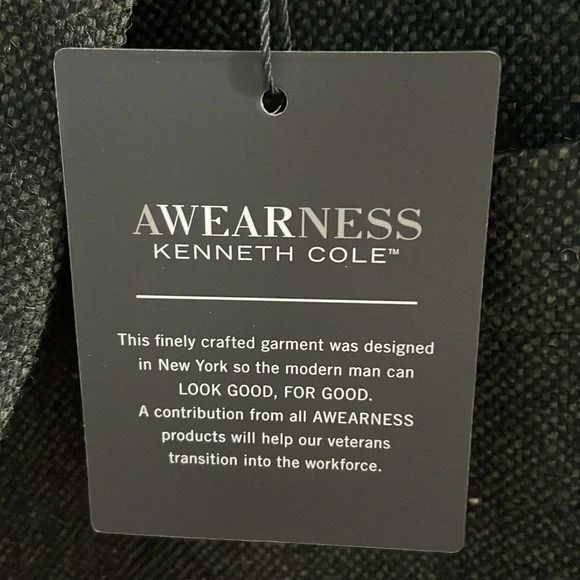 AWEARNESS
KENNETH COLE™
This finely crafted garment was designed
in New York so the modern man can
LOOK GOOD, FOR GOOD.
A contribution from all AWEARNESS
products will help our veterans
transition into the workforce.